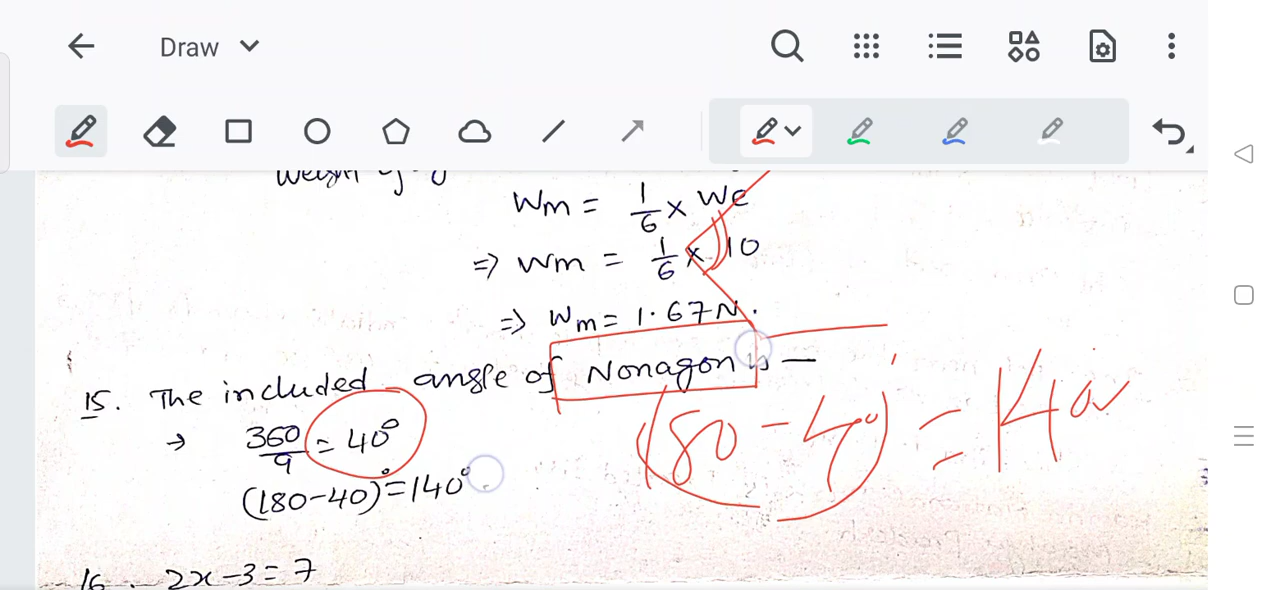 Draw
Wm = 1/6 × We
⇒ Wm = 1/6 × 10
⇒ Wm = 1.67N.
15. The included angle of Nonagon is —
→ 360/9 = 40°
(180-40)° = 140°
(180-40) = 140
16. 2x-3=7